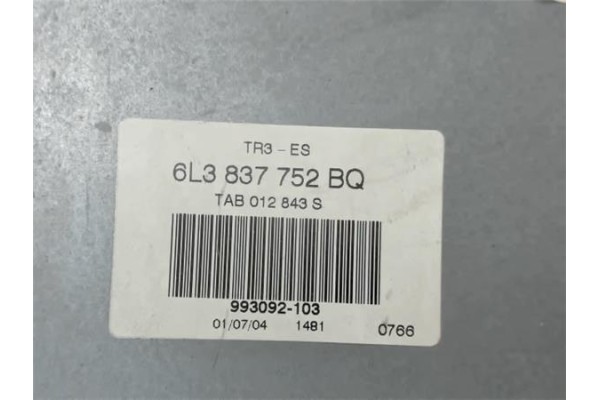 TR3 - ES
6L3 837 752 BQ
TAB 012 843 S
993092-103
01/07/04 1481 0766